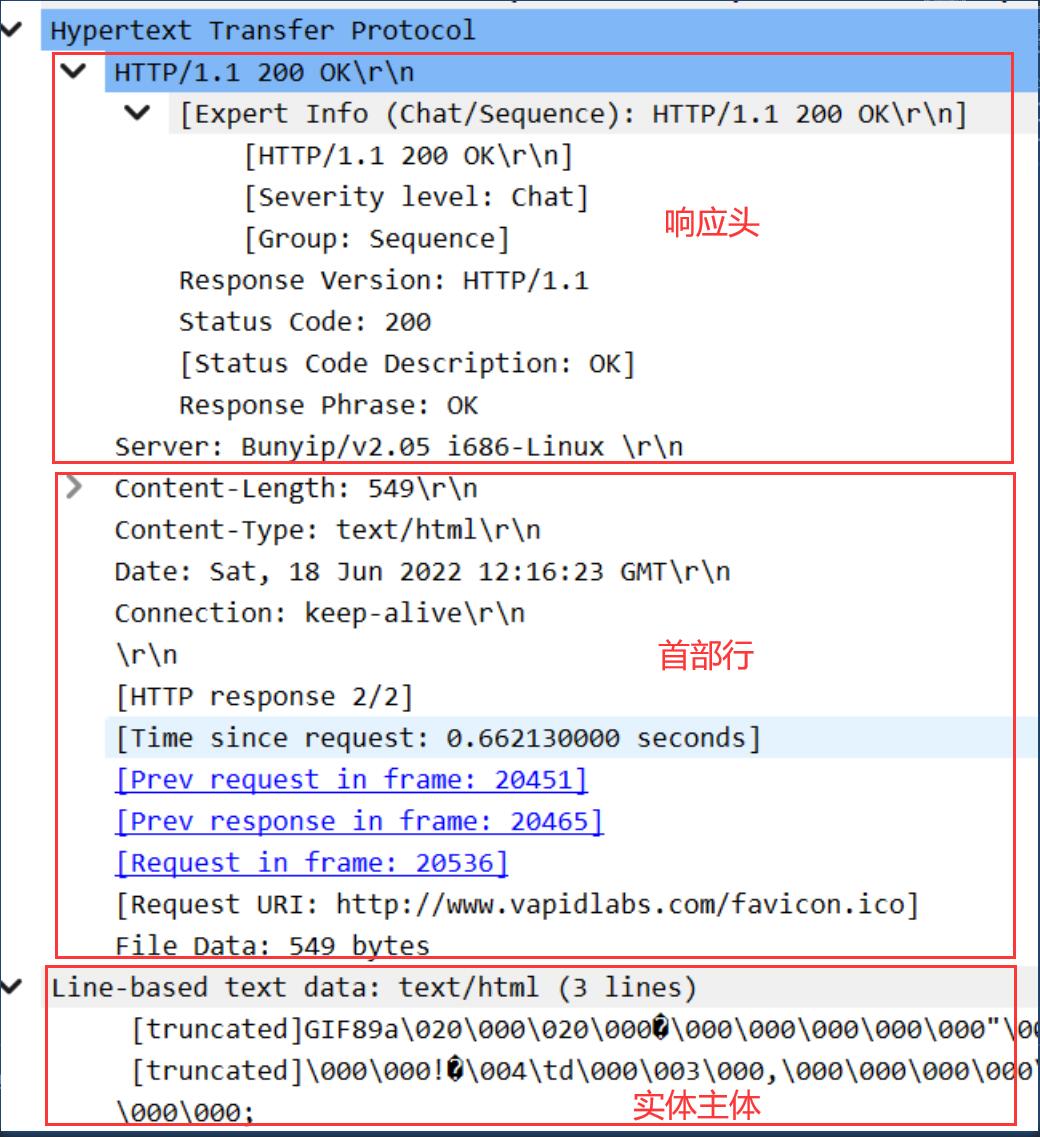 Hypertext Transfer Protocol
HTTP/1.1 200 OK\r\n
[Expert Info (Chat/Sequence): HTTP/1.1 200 OK\r\n]
[HTTP/1.1 200 OK\r\n]
[Severity level: Chat]
响应头
[Group: Sequence]
Response Version: HTTP/1.1
Status Code: 200
[Status Code Description: OK]
Response Phrase: OK
Server: Bunyip/v2.05 i686-Linux \r\n
Content-Length: 549\r\n
Content-Type: text/html\r\n
Date: Sat, 18 Jun 2022 12:16:23 GMT\r\n
Connection: keep-alive\r\n
\r\n
首部行
[HTTP response 2/2]
[Time since request: 0.662130000 seconds]
[Prev request in frame: 20451]
[Prev response in frame: 20465]
[Request in frame: 20536]
[Request URI: http://www.vapidlabs.com/favicon.ico]
File Data: 549 bytes
Line-based text data: text/html (3 lines)
[truncated]GIF89a\020\000\020\000�\000\000\000\000\000"\00
[truncated]\000\000!�\004\td\000\003\000,\000\000\000\000\
\000\000;
实体主体